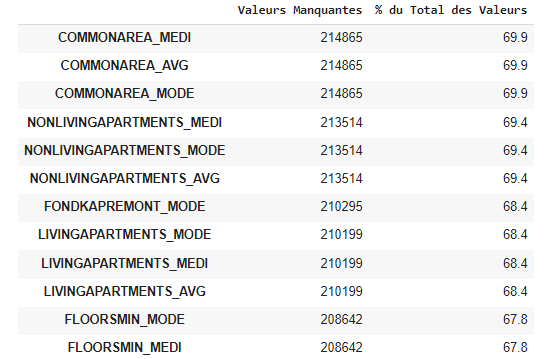 Valeurs Manquantes % du Total des Valeurs
COMMONAREA_MEDI 214865 69.9
COMMONAREA_AVG 214865 69.9
COMMONAREA_MODE 214865 69.9
NONLIVINGAPARTMENTS_MEDI 213514 69.4
NONLIVINGAPARTMENTS_MODE 213514 69.4
NONLIVINGAPARTMENTS_AVG 213514 69.4
FONDKAPREMONT_MODE 210295 68.4
LIVINGAPARTMENTS_MODE 210199 68.4
LIVINGAPARTMENTS_MEDI 210199 68.4
LIVINGAPARTMENTS_AVG 210199 68.4
FLOORSMIN_MODE 208642 67.8
FLOORSMIN_MEDI 208642 67.8